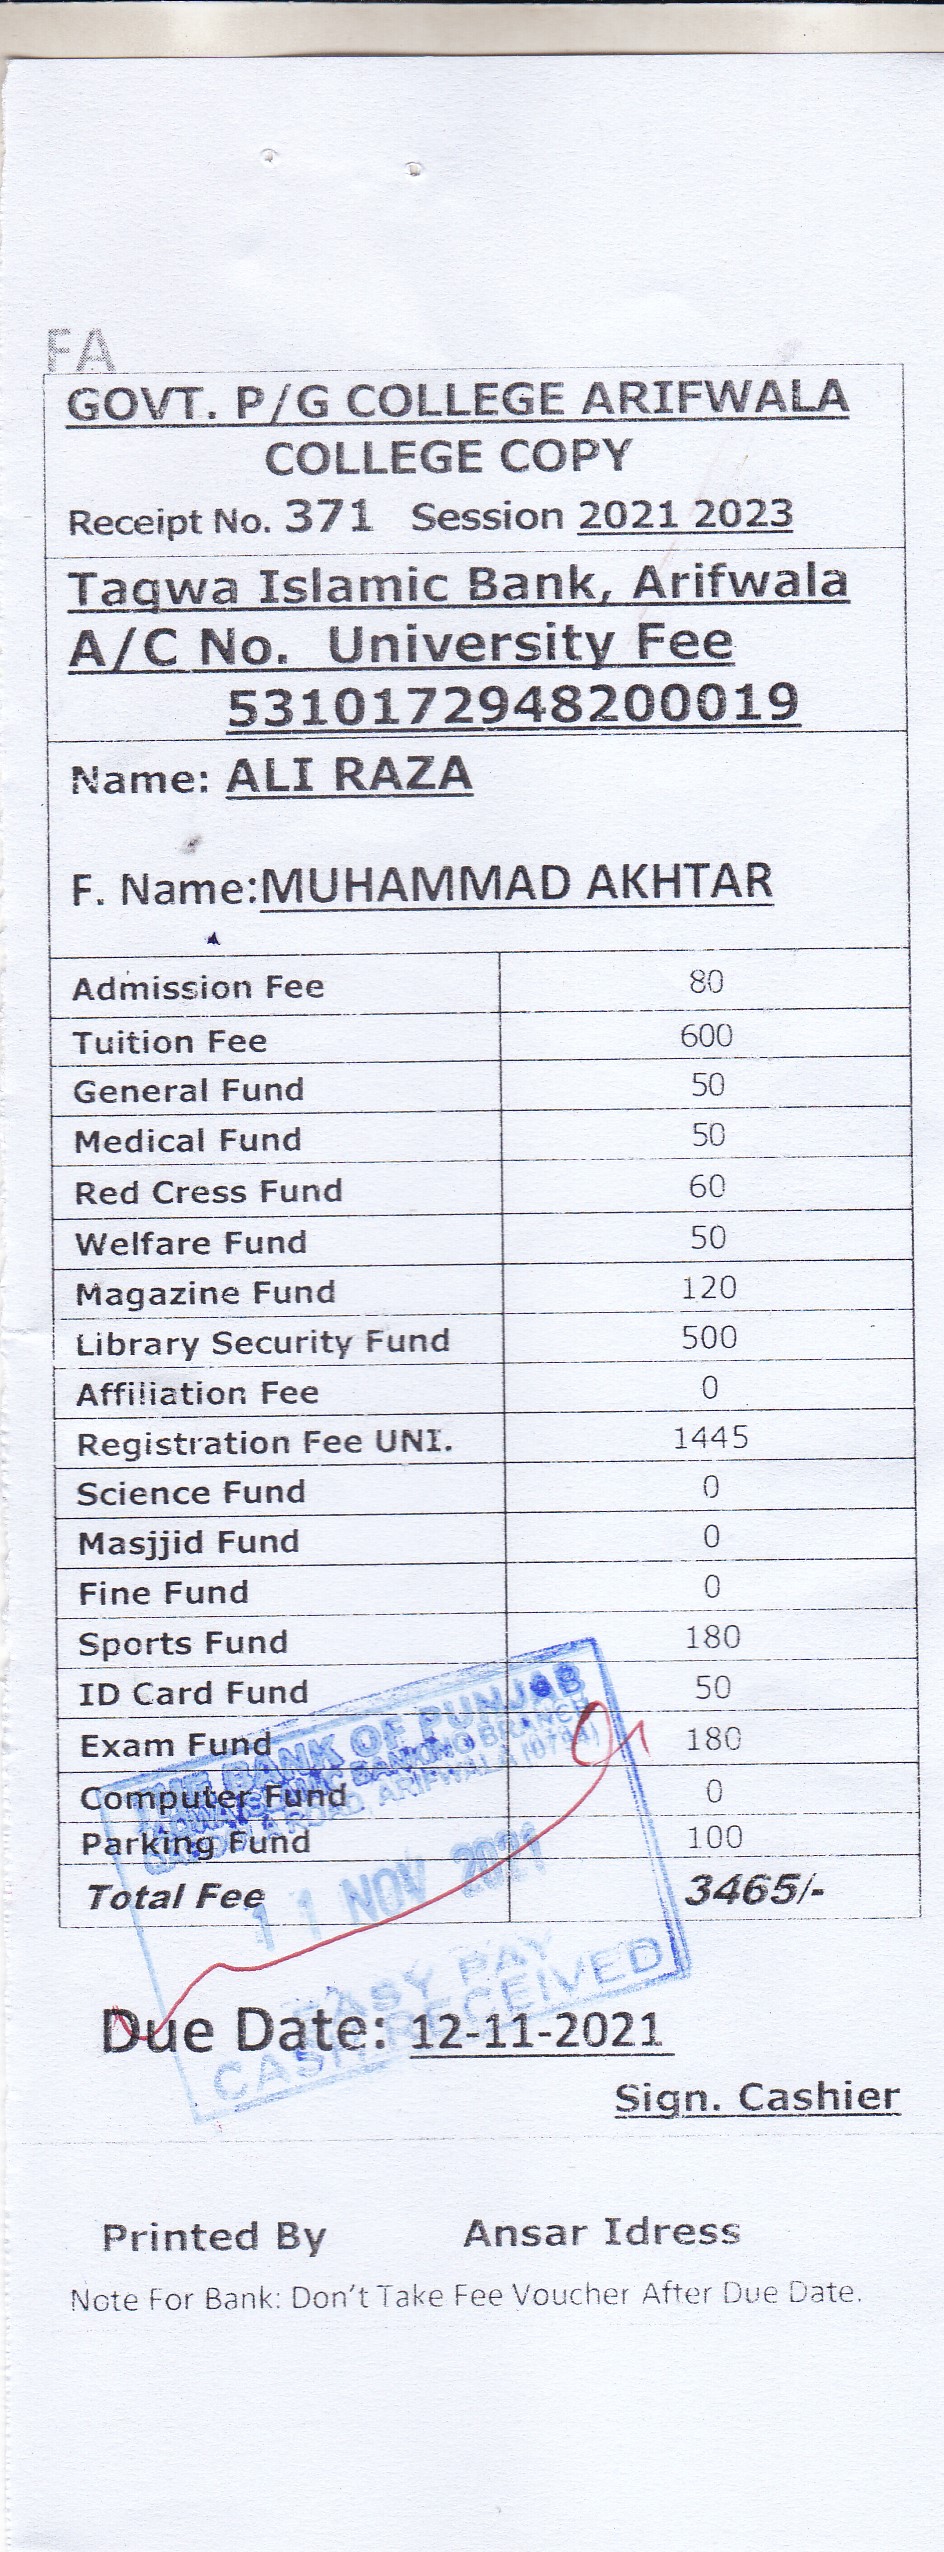 FA
GOVT. P/G COLLEGE ARIFWALA
COLLEGE COPY
Receipt No. 371 Session 2021 2023
Taqwa Islamic Bank, Arifwala
A/C No. University Fee
5310172948200019
Name: ALI RAZA
F. Name:MUHAMMAD AKHTAR
Admission Fee 80
Tuition Fee 600
General Fund 50
Medical Fund 50
Red Cress Fund 60
Welfare Fund 50
Magazine Fund 120
Library Security Fund 500
Affiliation Fee 0
Registration Fee UNI. 1445
Science Fund 0
Masjjid Fund 0
Fine Fund 0
Sports Fund 180
ID Card Fund 50
THE BANK OF PUNJAB
Exam Fund 180
BANKING BRANCH
Computer Fund 0
ROAD ARIFWALA (0784)
Parking Fund 100
Total Fee 3465/-
11 NOV 2021
EASY PAY
CASH RECEIVED
Due Date: 12-11-2021
Sign. Cashier
Printed By Ansar Idress
Note For Bank: Don't Take Fee Voucher After Due Date.